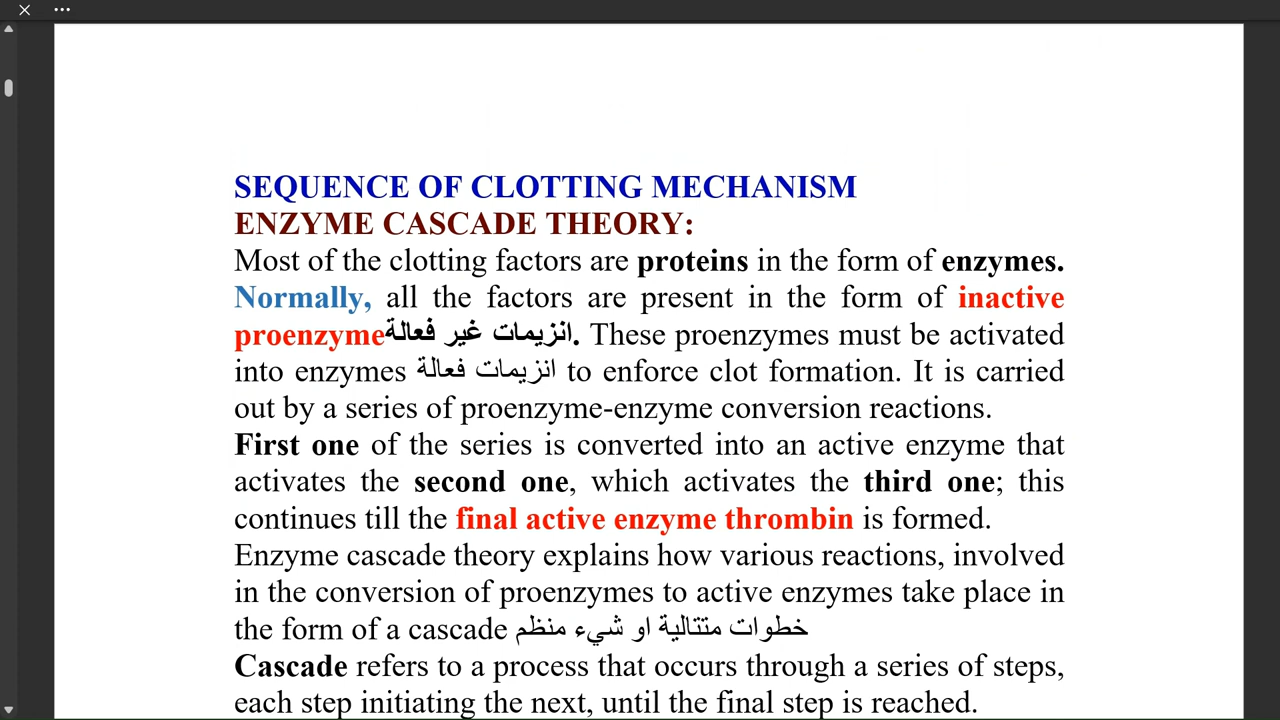 SEQUENCE OF CLOTTING MECHANISM
ENZYME CASCADE THEORY:
Most of the clotting factors are proteins in the form of enzymes.
Normally, all the factors are present in the form of inactive
proenzymeانزيمات غير فعالة. These proenzymes must be activated
into enzymes انزيمات فعالة to enforce clot formation. It is carried
out by a series of proenzyme-enzyme conversion reactions.
First one of the series is converted into an active enzyme that
activates the second one, which activates the third one; this
continues till the final active enzyme thrombin is formed.
Enzyme cascade theory explains how various reactions, involved
in the conversion of proenzymes to active enzymes take place in
the form of a cascade خطوات متتالية او شيء منظم
Cascade refers to a process that occurs through a series of steps,
each step initiating the next, until the final step is reached.